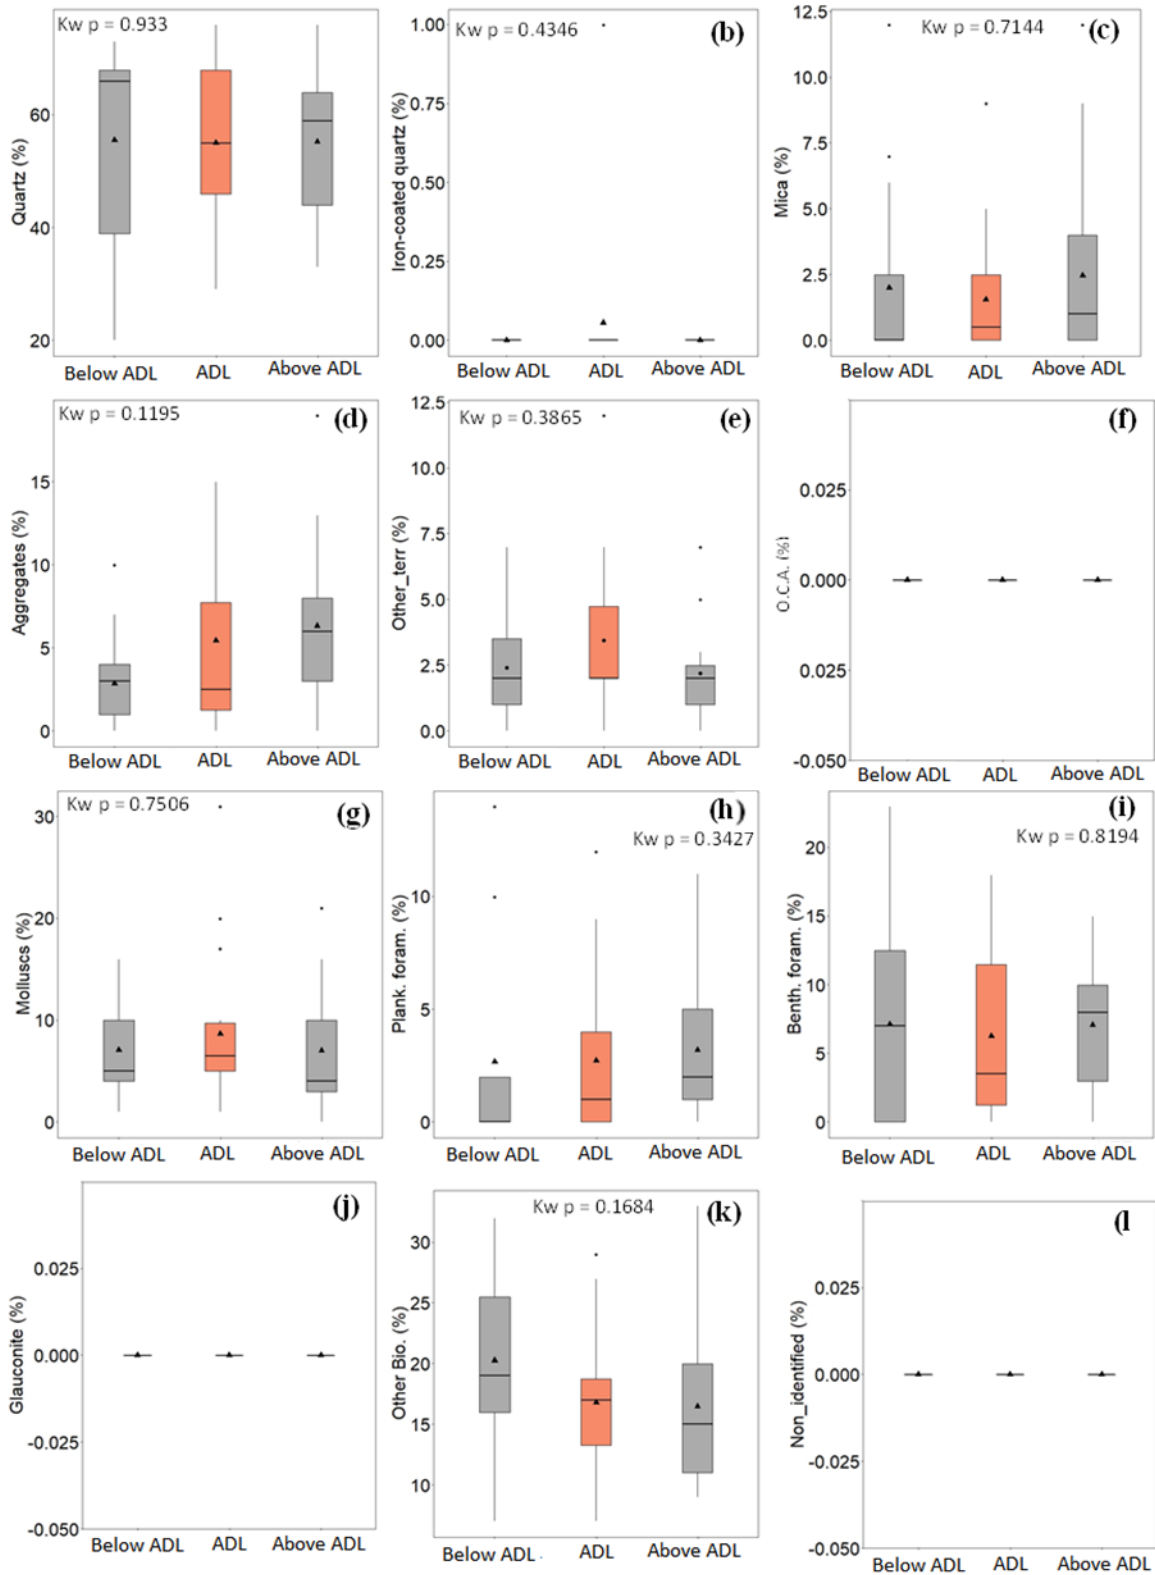 Kw p = 0.933
Quartz (%)
60
40
20
Below ADL
ADL
Above ADL
Kw p = 0.4346
(b)
Iron-coated quartz (%)
1.00
0.75
0.50
0.25
0.00
Below ADL
ADL
Above ADL
Kw p = 0.7144
(c)
Mica (%)
12.5
10.0
7.5
5.0
2.5
0.0
Below ADL
ADL
Above ADL
Kw p = 0.1195
(d)
Aggregates (%)
15
10
5
0
Below ADL
ADL
Above ADL
Kw p = 0.3865
(e)
Other_terr (%)
12.5
10.0
7.5
5.0
2.5
0.0
Below ADL
ADL
Above ADL
(f)
O.C.A. (%)
0.025
0.000
0.025
-0.050
Below ADL
ADL
Above ADL
Kw p = 0.7506
(g)
Molluscs (%)
30
20
10
0
Below ADL
ADL
Above ADL
(h)
Kw p = 0.3427
Plank. foram. (%)
10
5
0
Below ADL
ADL
Above ADL
(i)
Kw p = 0.8194
Benth. foram. (%)
20
15
10
5
0
Below ADL
ADL
Above ADL
(j)
Glauconite (%)
0.025
0.000
-0.025
-0.050
Below ADL
ADL
Above ADL
Kw p = 0.1684
(k)
Other Bio. (%)
30
25
20
15
10
Below ADL .
ADL
Above ADL
(l
Non_identified (%)
0.025
0.000
-0.025
-0.050
Below ADL
ADL
Above ADL